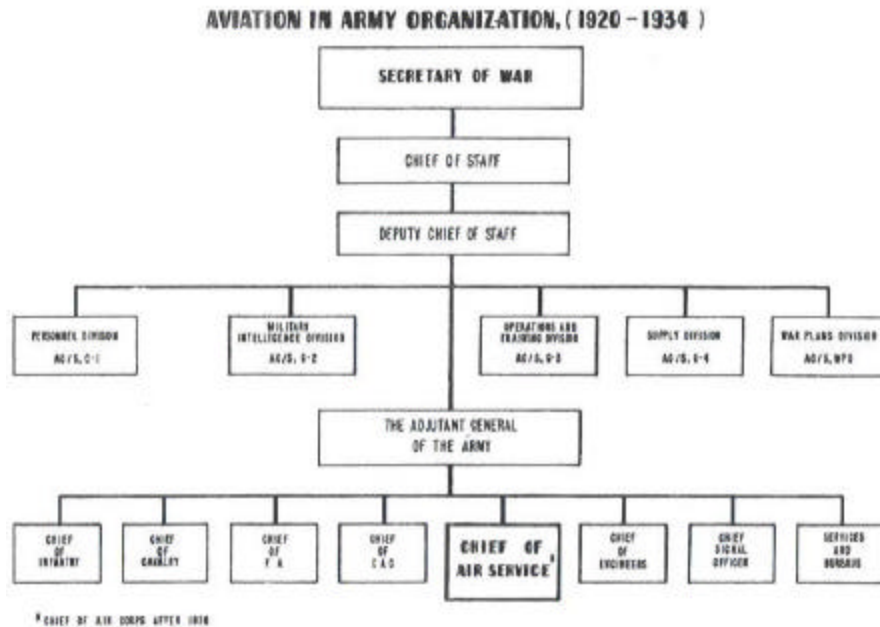 AVIATION IN ARMY ORGANIZATION, (1920-1934)
SECRETARY OF WAR
CHIEF OF STAFF
DEPUTY CHIEF OF STAFF
PERSONNEL DIVISION
AC/S, G-1
MILITARY
INTELLIGENCE DIVISION
AC/S, G-2
OPERATIONS AND
TRAINING DIVISION
AC/S, G-3
SUPPLY DIVISION
AC/S, G-4
WAR PLANS DIVISION
AC/S, WPD
THE ADJUTANT GENERAL
OF THE ARMY
CHIEF
OF
INFANTRY
CHIEF
OF
CAVALRY
CHIEF
OF
F A
CHIEF
OF
C A C
CHIEF OF
AIR SERVICE*
CHIEF
OF
ENGINEERS
CHIEF
SIGNAL
OFFICER
SERVICES
AND
BUREAUS
* CHIEF OF AIR CORPS AFTER